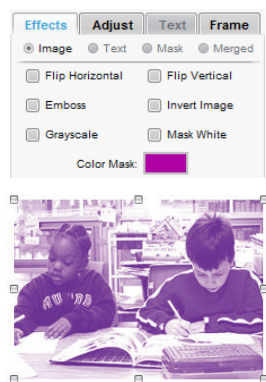 Effects Adjust Text Frame
Image Text Mask Merged
Flip Horizontal Flip Vertical
Emboss Invert Image
Grayscale Mask White
Color Mask: